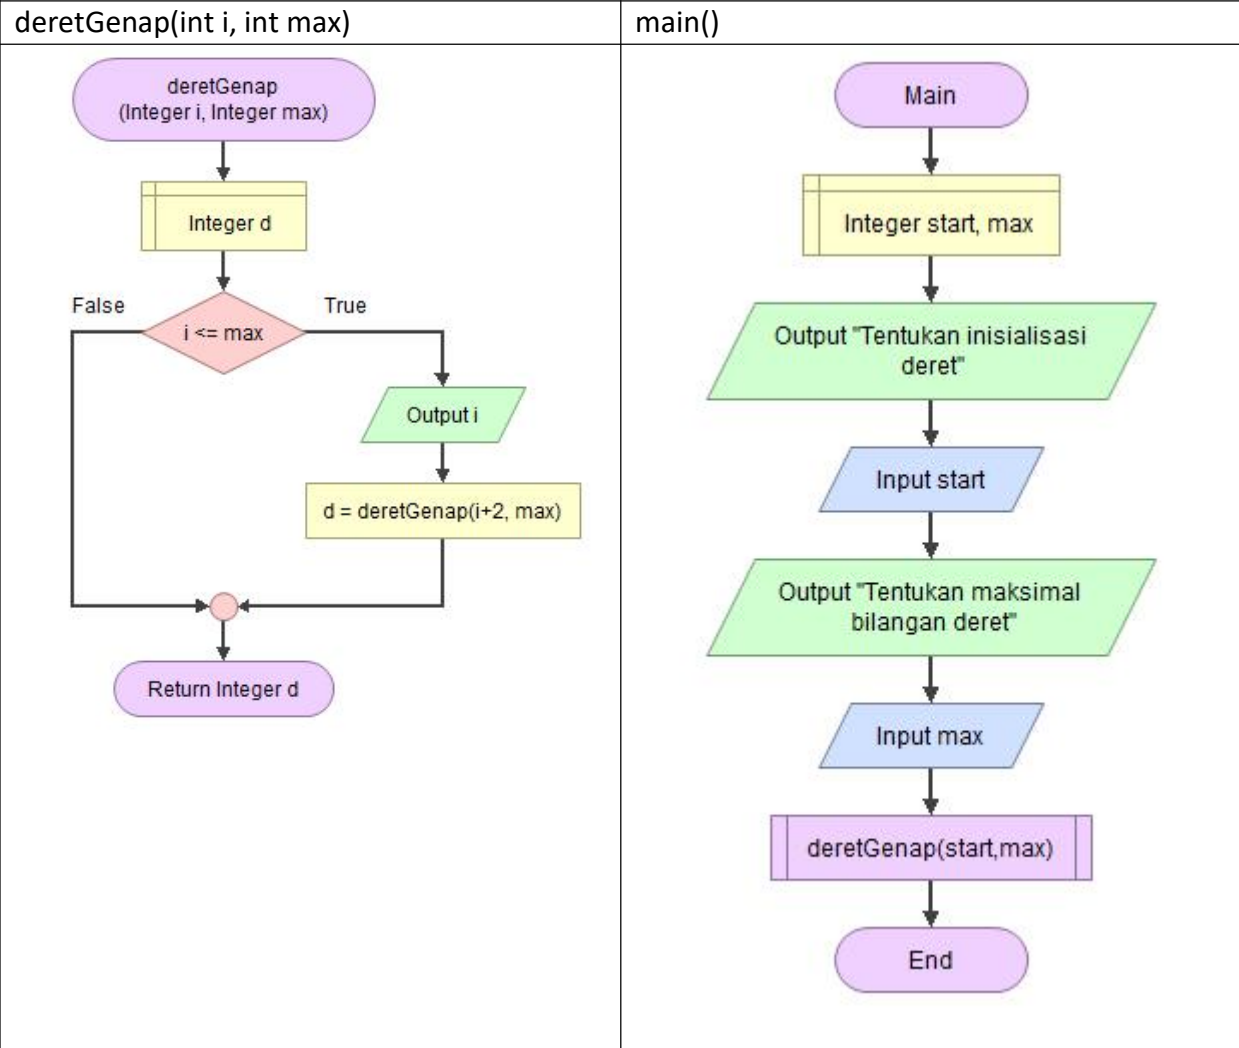 deretGenap(int i, int max)
deretGenap
(Integer i, Integer max)
Integer d
False
True
i <= max
Output i
d = deretGenap(i+2, max)
Return Integer d
main()
Main
Integer start, max
Output "Tentukan inisialisasi
deret"
Input start
Output "Tentukan maksimal
bilangan deret"
Input max
deretGenap(start,max)
End